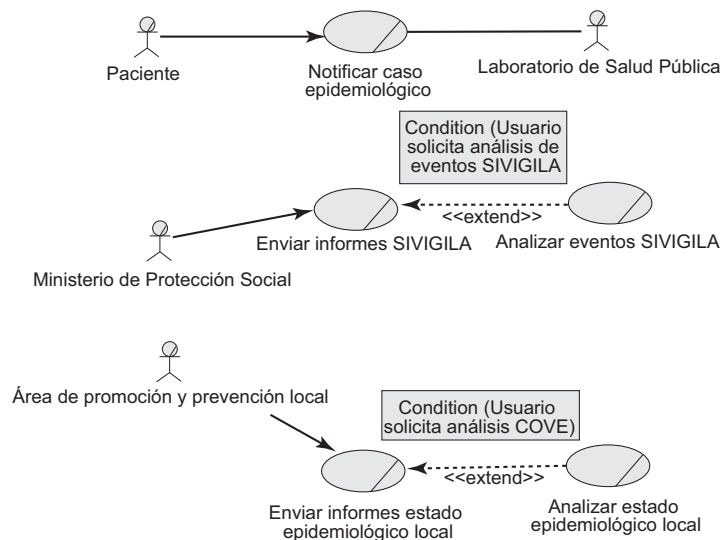 Paciente
Notificar caso
epidemiológico
Laboratorio de Salud Pública
Condition (Usuario
solicita análisis de
eventos SIVIGILA
<<extend>>
Enviar informes SIVIGILA
Analizar eventos SIVIGILA
Ministerio de Protección Social
Área de promoción y prevención local
Condition (Usuario
solicita análisis COVE)
<<extend>>
Enviar informes estado
epidemiológico local
Analizar estado
epidemiológico local